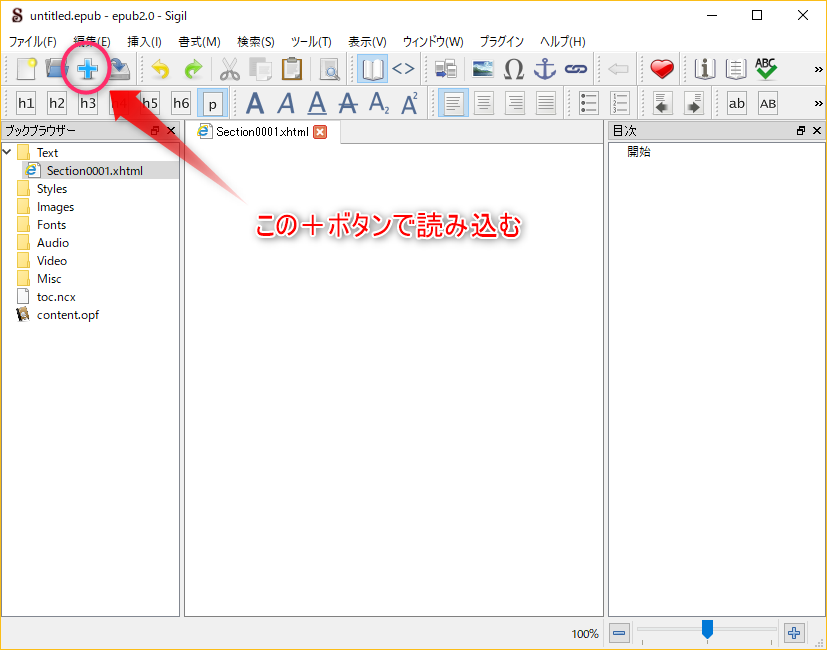 untitled.epub - epub2.0 - Sigil
ファイル(F) 編集(E) 挿入(I) 書式(M) 検索(S) ツール(T) 表示(V) ウィンドウ(W) プラグイン ヘルプ(H)
ABC
h1 h2 h3 h4 h5 h6 p A A A A A2 A2 ab AB
ブックブラウザー
Section0001.xhtml
目次
Text
開始
Section0001.xhtml
Styles
Images
Fonts
Audio
Video
Misc
toc.ncx
content.opf
この＋ボタンで読み込む
100%